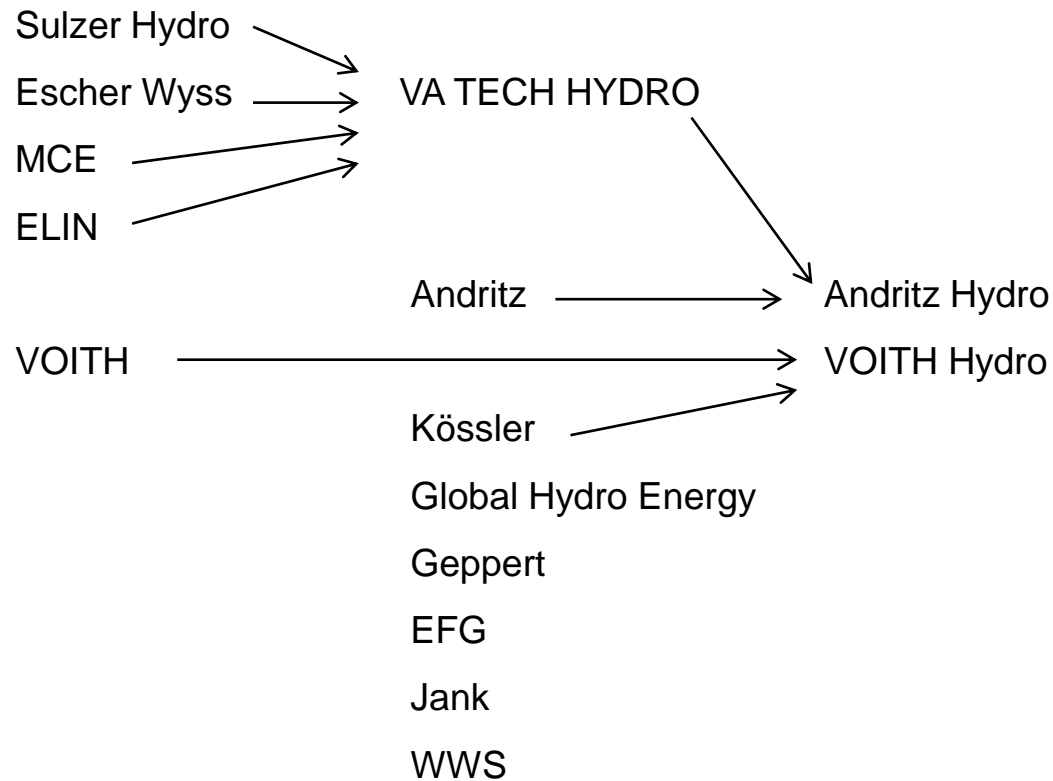 Sulzer Hydro
Escher Wyss
VA TECH HYDRO
MCE
ELIN
Andritz
Andritz Hydro
VOITH
VOITH Hydro
Kössler
Global Hydro Energy
Geppert
EFG
Jank
WWS